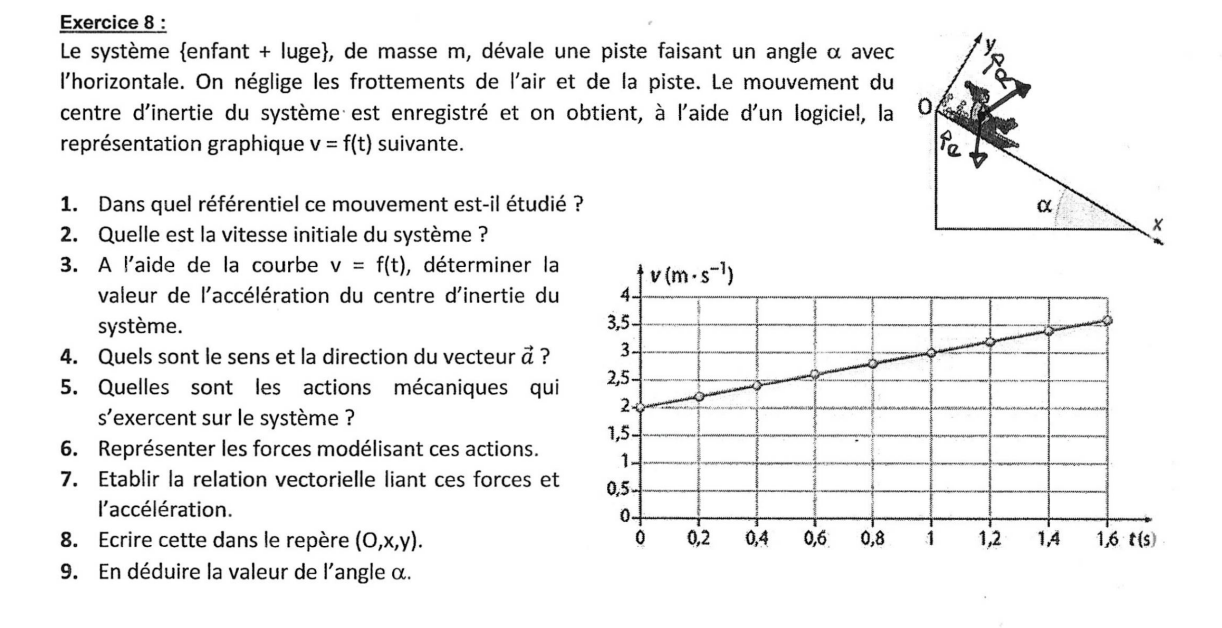 Exercice 8 :
Le système {enfant + luge}, de masse m, dévale une piste faisant un angle α avec
l'horizontale. On néglige les frottements de l'air et de la piste. Le mouvement du
centre d'inertie du système est enregistré et on obtient, à l'aide d'un logiciel, la
représentation graphique v = f(t) suivante.
y
O
α
x
1. Dans quel référentiel ce mouvement est-il étudié ?
2. Quelle est la vitesse initiale du système ?
3. A l'aide de la courbe v = f(t), déterminer la
valeur de l'accélération du centre d'inertie du
système.
4. Quels sont le sens et la direction du vecteur a⃗ ?
5. Quelles sont les actions mécaniques qui
s'exercent sur le système ?
6. Représenter les forces modélisant ces actions.
7. Etablir la relation vectorielle liant ces forces et
l'accélération.
8. Ecrire cette dans le repère (O,x,y).
9. En déduire la valeur de l'angle α.
v (m · s⁻¹)
4
3,5
3
2,5
2
1,5
1
0,5
0
0 0,2 0,4 0,6 0,8 1 1,2 1,4 1,6 t(s)